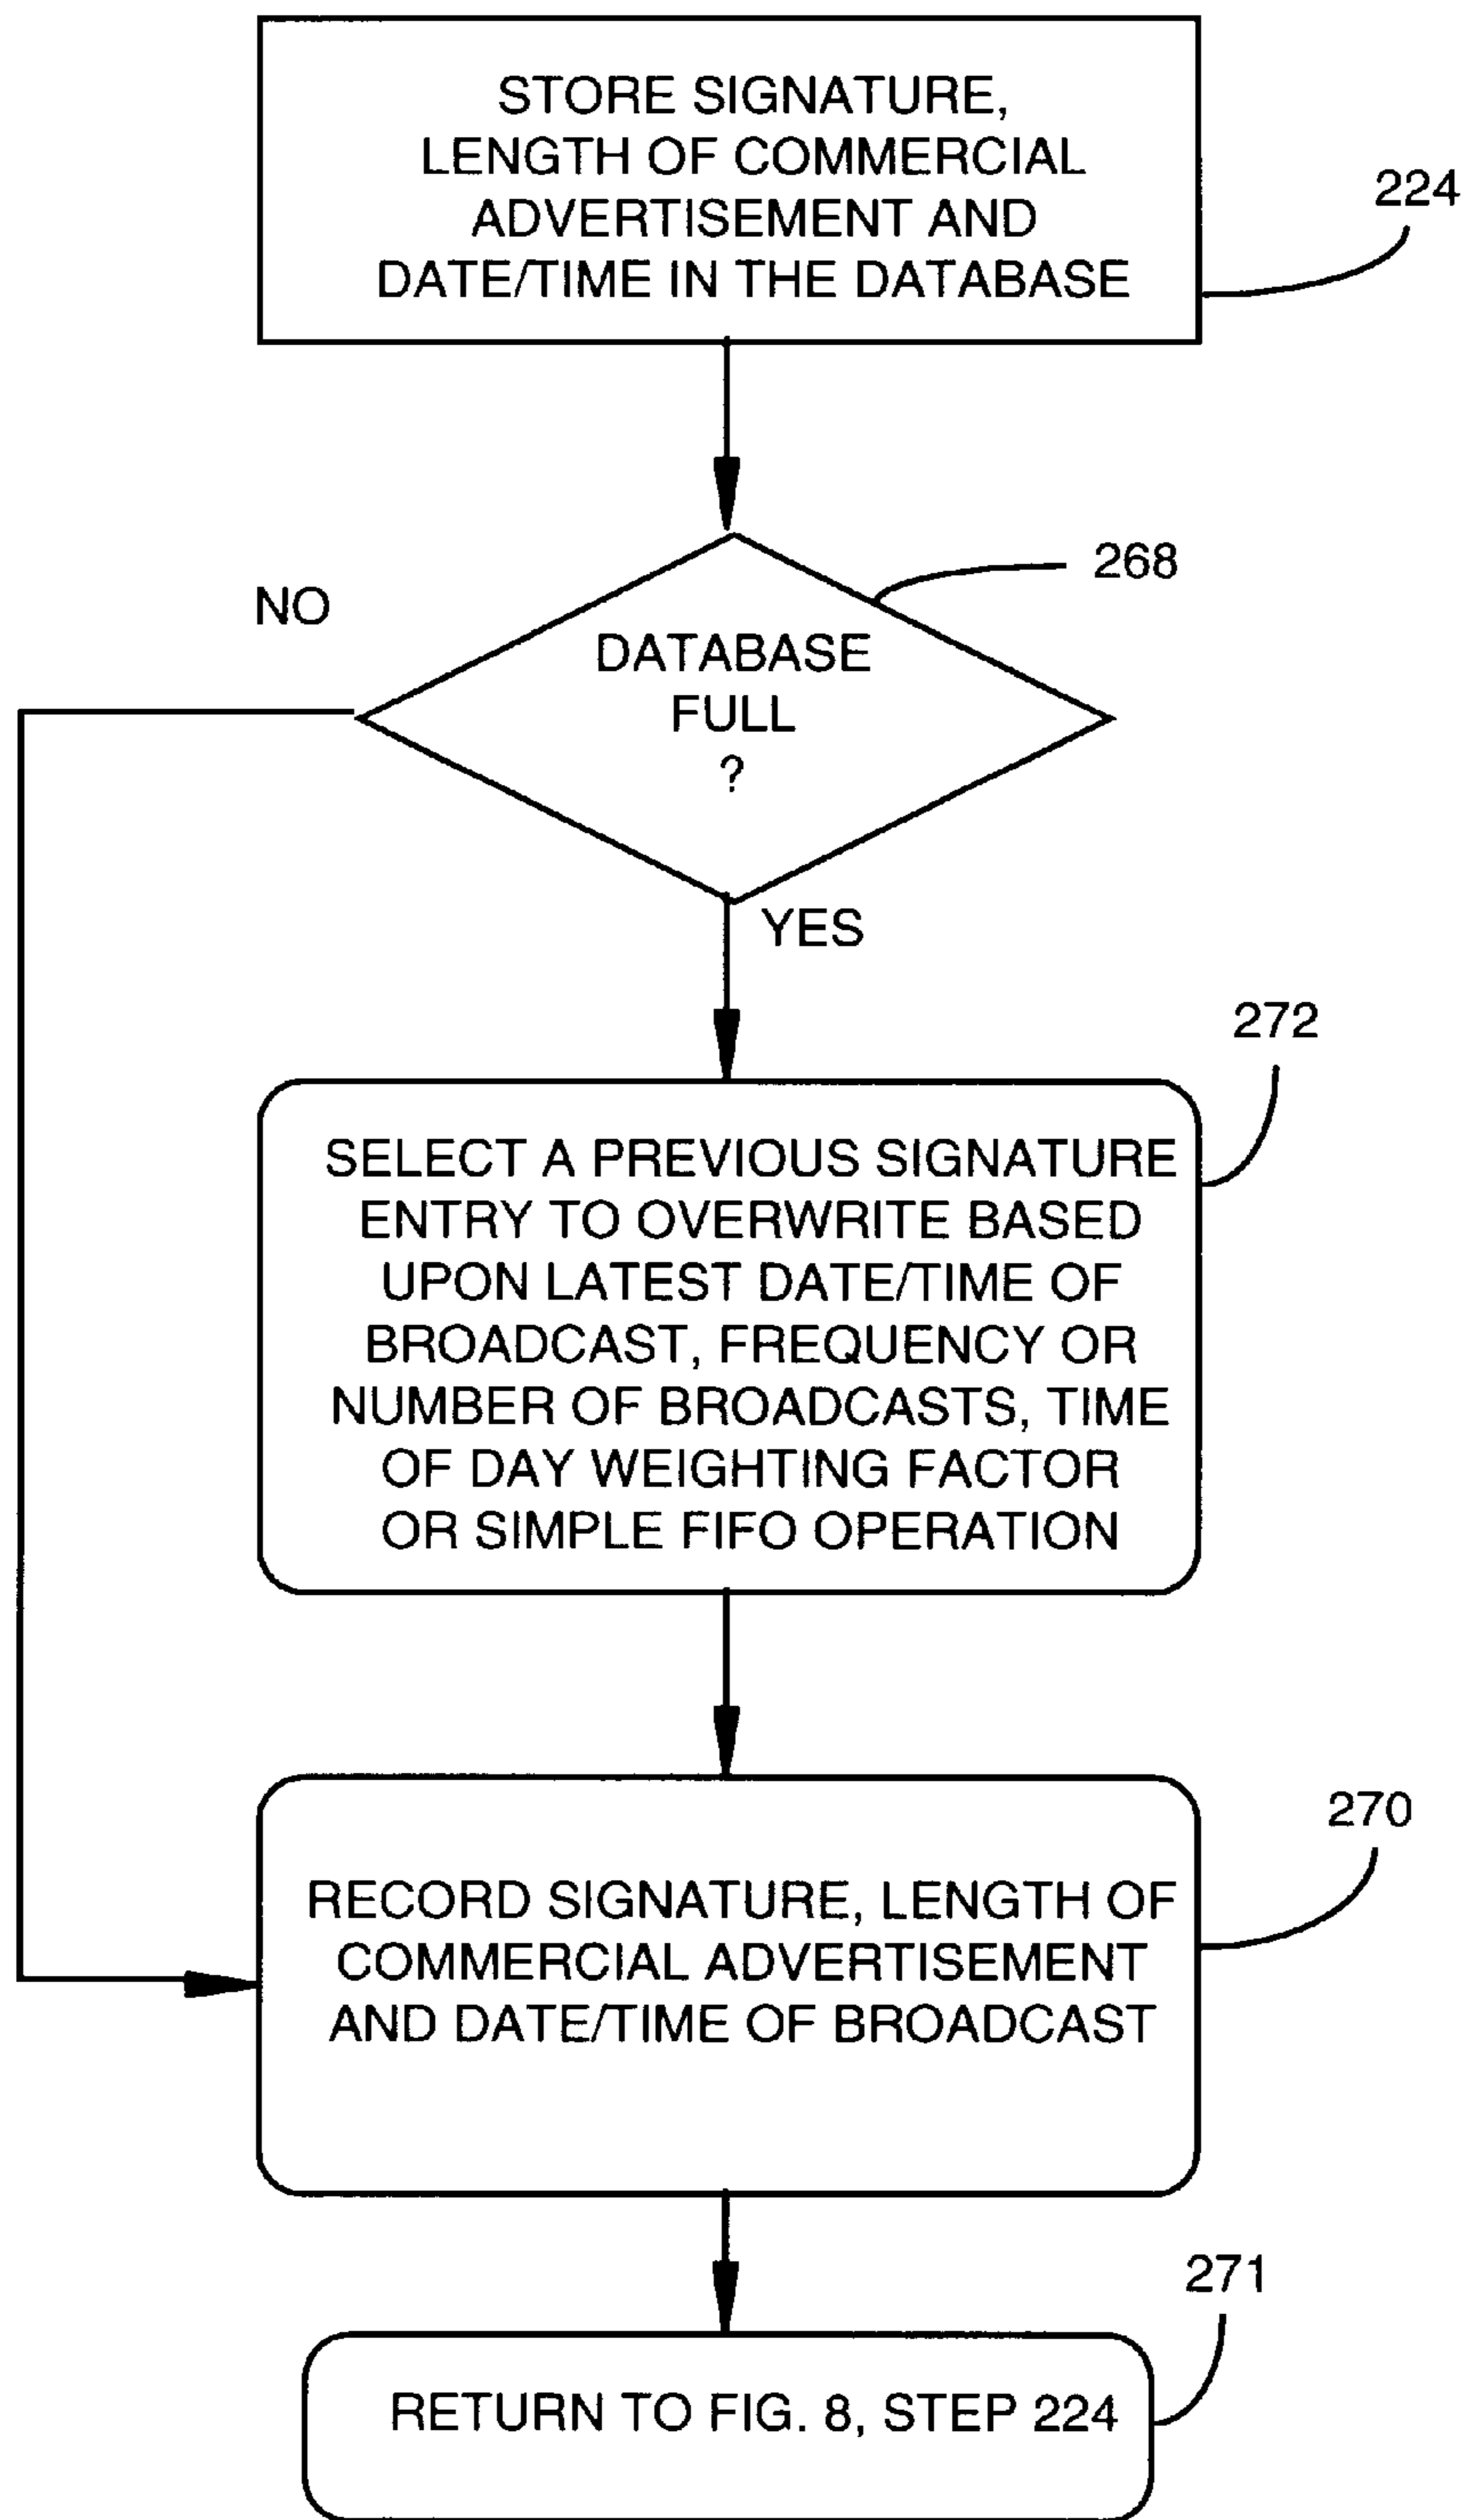 STORE SIGNATURE,
LENGTH OF COMMERCIAL
ADVERTISEMENT AND
DATE/TIME IN THE DATABASE
224
268
NO
DATABASE
FULL
?
YES
272
SELECT A PREVIOUS SIGNATURE
ENTRY TO OVERWRITE BASED
UPON LATEST DATE/TIME OF
BROADCAST, FREQUENCY OR
NUMBER OF BROADCASTS, TIME
OF DAY WEIGHTING FACTOR
OR SIMPLE FIFO OPERATION
270
RECORD SIGNATURE, LENGTH OF
COMMERCIAL ADVERTISEMENT
AND DATE/TIME OF BROADCAST
271
RETURN TO FIG. 8, STEP 224